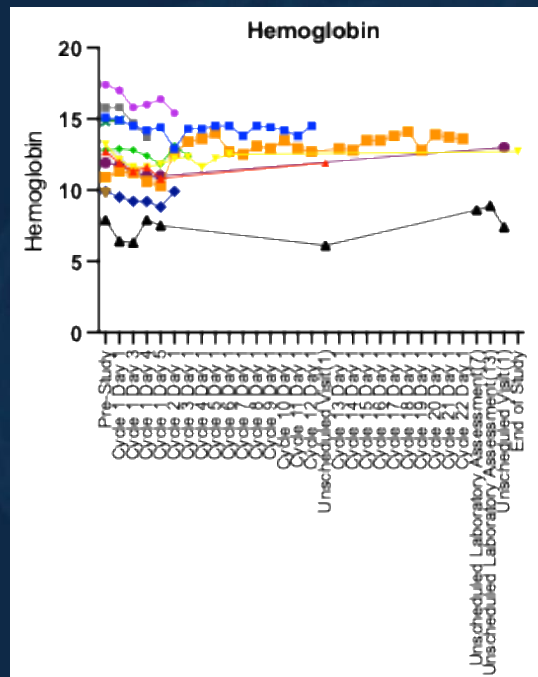 Hemoglobin
Hemoglobin
20
15
10
5
0
Pre-Study
Cycle 1 Day 1
Cycle 1 Day 3
Cycle 1 Day 4
Cycle 1 Day 5
Cycle 2 Day 1
Cycle 3 Day 1
Cycle 4 Day 1
Cycle 5 Day 1
Cycle 6 Day 1
Cycle 7 Day 1
Cycle 8 Day 1
Cycle 9 Day 1
Cycle 10 Day 1
Cycle 11 Day 1
Cycle 12 Day 1
Unscheduled Visit(1)
Cycle 13 Day 1
Cycle 14 Day 1
Cycle 15 Day 1
Cycle 16 Day 1
Cycle 17 Day 1
Cycle 18 Day 1
Cycle 19 Day 1
Cycle 20 Day 1
Cycle 21 Day 1
Cycle 22 Day 1
Unscheduled Laboratory Assessment(7)
Unscheduled Laboratory Assessment(13)
Unscheduled Visit(1)
End of Study